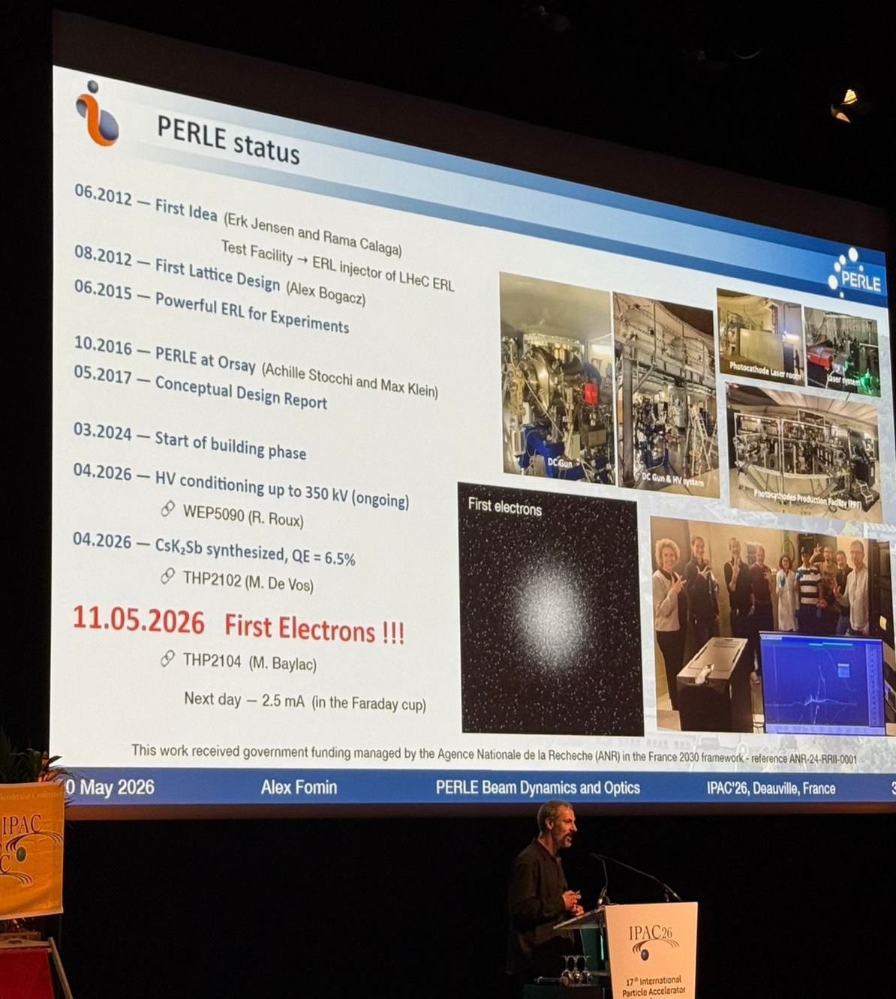 PERLE status
06.2012 — First Idea (Erk Jensen and Rama Calaga)
Test Facility → ERL injector of LHeC ERL
08.2012 — First Lattice Design (Alex Bogacz)
06.2015 — Powerful ERL for Experiments
10.2016 — PERLE at Orsay (Achille Stocchi and Max Klein)
05.2017 — Conceptual Design Report
03.2024 — Start of building phase
04.2026 — HV conditioning up to 350 kV (ongoing)
WEP5090 (R. Roux)
04.2026 — CsK₂Sb synthesized, QE = 6.5%
THP2102 (M. De Vos)
11.05.2026 First Electrons !!!
THP2104 (M. Baylac)
Next day — 2.5 mA (in the Faraday cup)
PERLE
DC Gun
DC Gun & HV system
Photocathode Laser room
Laser system
Photocathodes Production Facility (PPF)
First electrons
This work received government funding managed by the Agence Nationale de la Recheche (ANR) in the France 2030 framework - reference ANR-24-RRII-0001
0 May 2026 Alex Fomin PERLE Beam Dynamics and Optics IPAC'26, Deauville, France 3
IPAC
IPAC26
17th International
Particle Accelerator